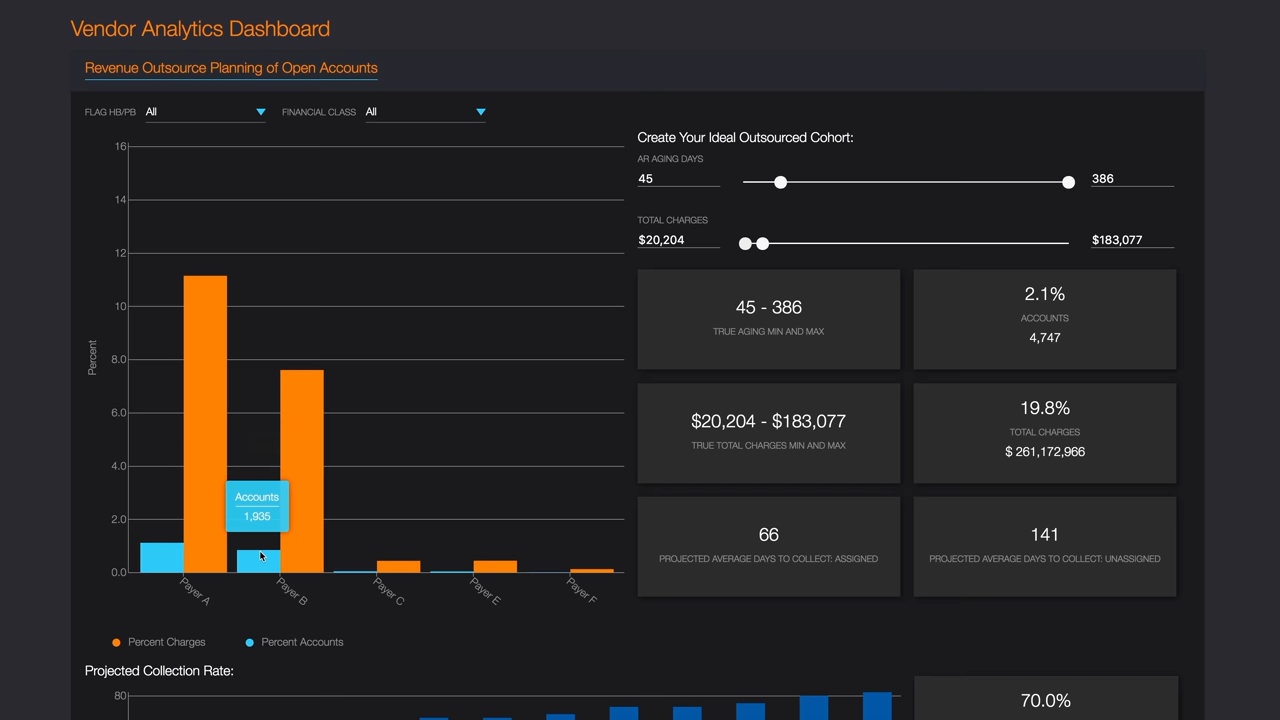 Vendor Analytics Dashboard
Revenue Outsource Planning of Open Accounts
FLAG HB/PB All FINANCIAL CLASS All
Create Your Ideal Outsourced Cohort:
AR AGING DAYS
45 386
TOTAL CHARGES
$20,204 $183,077
16
14
12
10
8.0
6.0
4.0
2.0
0.0
Percent
Accounts
1,935
Payer A Payer B Payer C Payer E Payer F
Percent Charges Percent Accounts
45 - 386
TRUE AGING MIN AND MAX
2.1%
ACCOUNTS
4,747
$20,204 - $183,077
TRUE TOTAL CHARGES MIN AND MAX
19.8%
TOTAL CHARGES
$ 261,172,966
66
PROJECTED AVERAGE DAYS TO COLLECT: ASSIGNED
141
PROJECTED AVERAGE DAYS TO COLLECT: UNASSIGNED
Projected Collection Rate:
80
70.0%